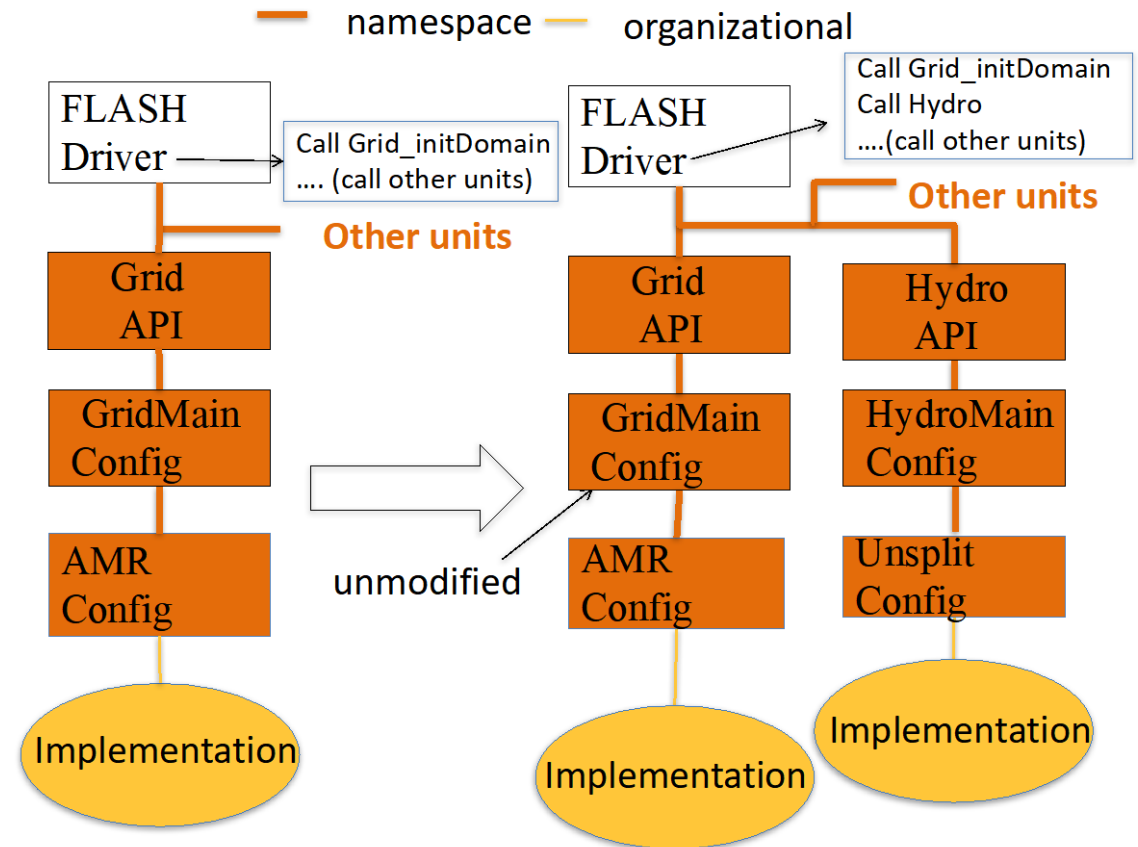 namespace
organizational
FLASH
Driver
Call Grid_initDomain
.... (call other units)
Other units
Grid
API
GridMain
Config
AMR
Config
Implementation
unmodified
FLASH
Driver
Call Grid_initDomain
Call Hydro
....(call other units)
Other units
Grid
API
GridMain
Config
AMR
Config
Implementation
Hydro
API
HydroMain
Config
Unsplit
Config
Implementation